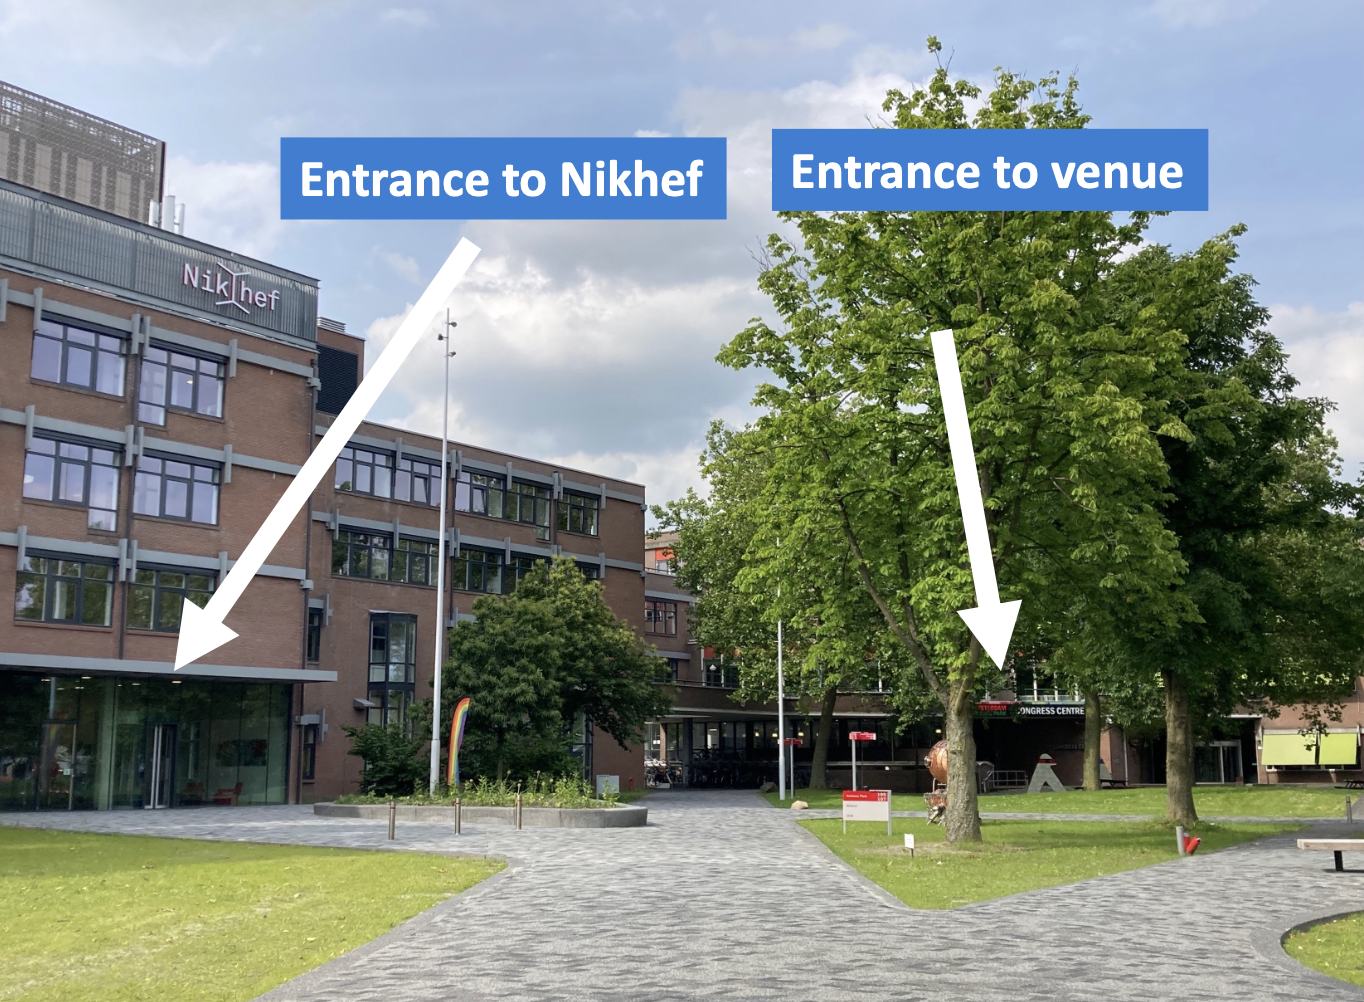 Entrance to Nikhef
Entrance to venue
Nikhef
CONGRESS CENTRE